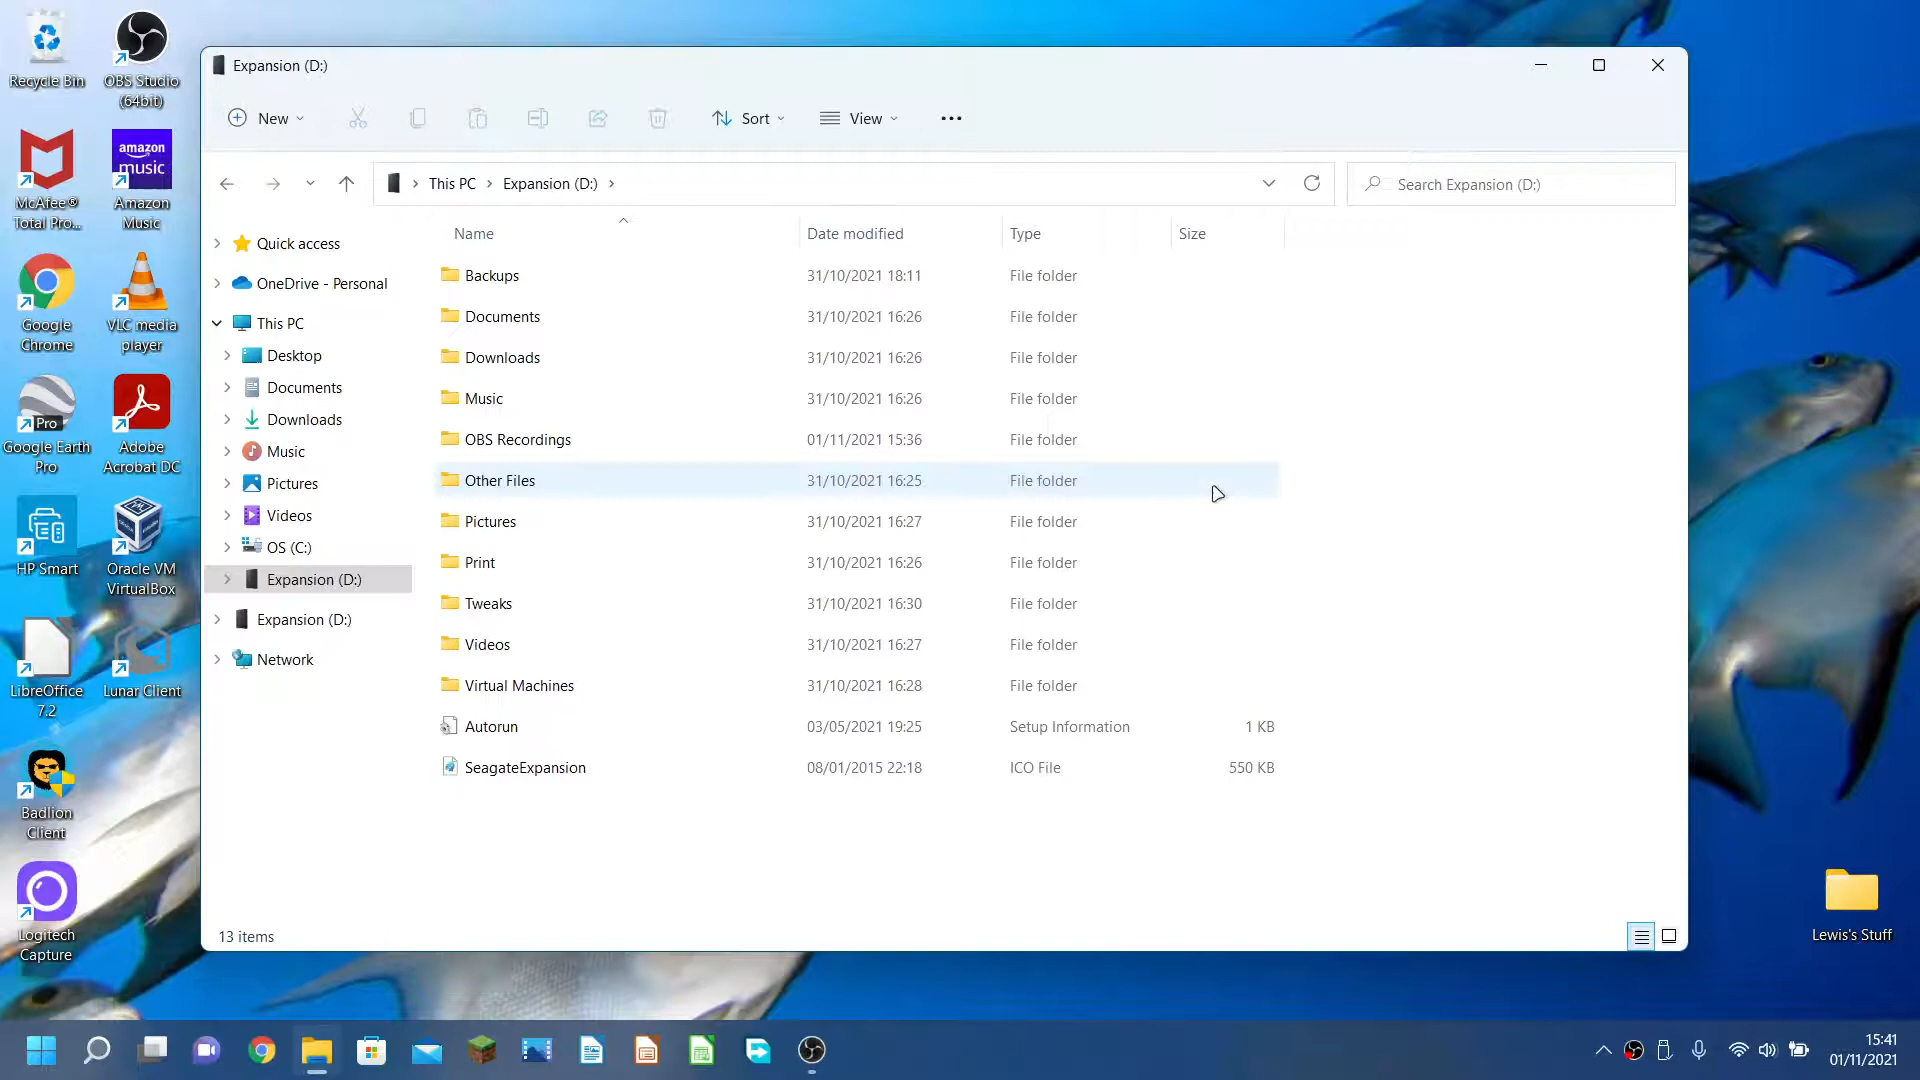 Recycle Bin
OBS Studio
(64bit)
McAfee®
Total Pro...
amazon
music
Amazon
Music
Google
Chrome
VLC media
player
Pro
Google Earth
Pro
Adobe
Acrobat DC
HP Smart
Oracle VM
VirtualBox
LibreOffice
7.2
Lunar Client
Badlion
Client
Logitech
Capture
Expansion (D:)
New
Sort
View
This PC
Expansion (D:)
Search Expansion (D:)
Quick access
OneDrive - Personal
This PC
Desktop
Documents
Downloads
Music
Pictures
Videos
OS (C:)
Expansion (D:)
Expansion (D:)
Network
Name Date modified Type Size
Backups 31/10/2021 18:11 File folder
Documents 31/10/2021 16:26 File folder
Downloads 31/10/2021 16:26 File folder
Music 31/10/2021 16:26 File folder
OBS Recordings 01/11/2021 15:36 File folder
Other Files 31/10/2021 16:25 File folder
Pictures 31/10/2021 16:27 File folder
Print 31/10/2021 16:26 File folder
Tweaks 31/10/2021 16:30 File folder
Videos 31/10/2021 16:27 File folder
Virtual Machines 31/10/2021 16:28 File folder
Autorun 03/05/2021 19:25 Setup Information 1 KB
SeagateExpansion 08/01/2015 22:18 ICO File 550 KB
13 items
Lewis's Stuff
15:41
01/11/2021